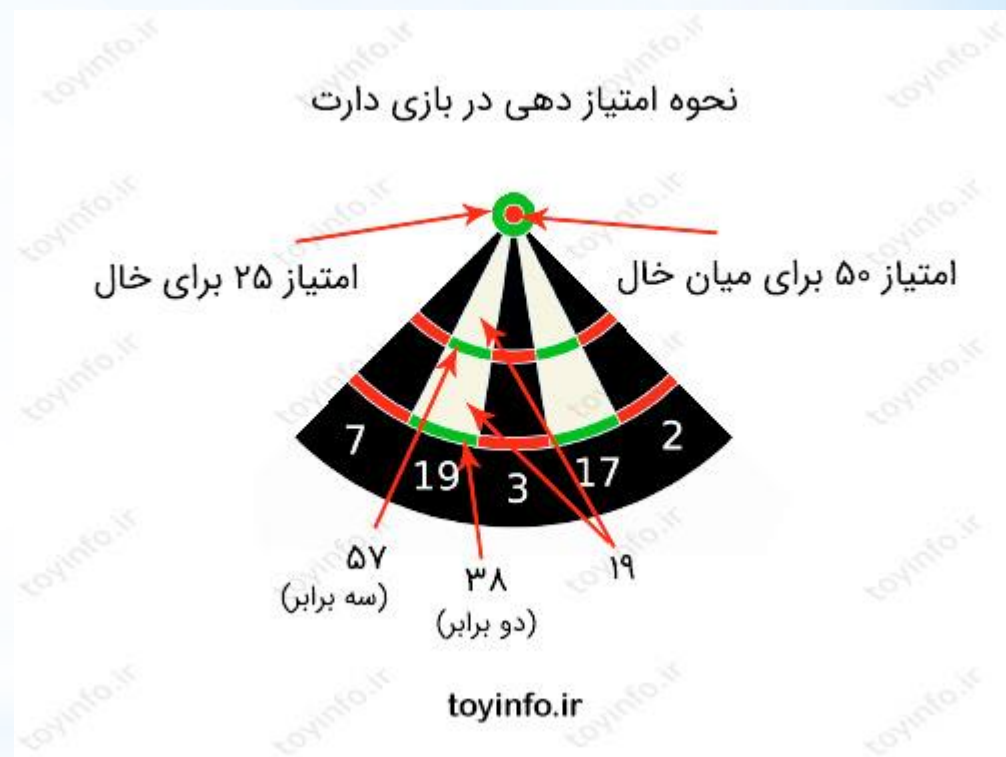 نحوه امتیاز دهی در بازی دارت
امتیاز ۵۰ برای میان خال
امتیاز ۲۵ برای خال
7
19
3
17
2
۵۷
(سه برابر)
۳۸
(دو برابر)
۱۹
toyinfo.ir